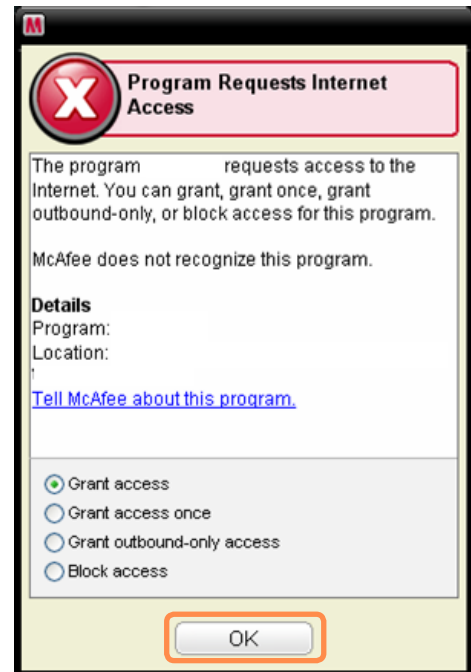 Program Requests Internet
Access
The program requests access to the
Internet. You can grant, grant once, grant
outbound-only, or block access for this program.
McAfee does not recognize this program.
Details
Program:
Location:
Tell McAfee about this program.
Grant access
Grant access once
Grant outbound-only access
Block access
OK